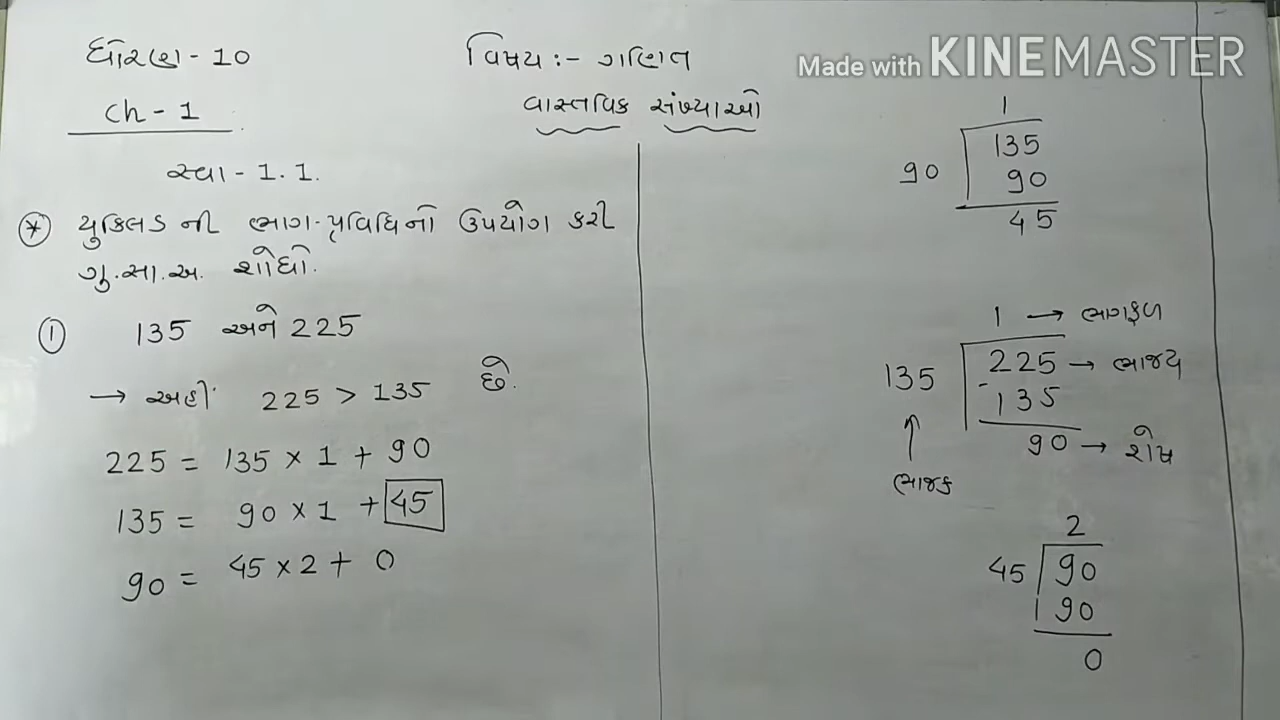 ધોરણ - 10
વિષય :- ગણિત
Made with KINEMASTER
ch - 1
વાસ્તવિક સંખ્યાઓ
સ્વા - 1.1.
* યુકિલડ ની ભાગ-પ્રવિધિનો ઉપયોગ કરી
ગુ.સા.અ. શોધો.
① 135 અને 225
→ અહીં 225 > 135 છે.
225 = 135 × 1 + 90
135 = 90 × 1 + 45
90 = 45 × 2 + 0
1
90 135
90
45
1 → ભાગફળ
135 225 → ભાજ્ય
- 135
90 → શેષ
↑
ભાજક
2
45 90
90
0